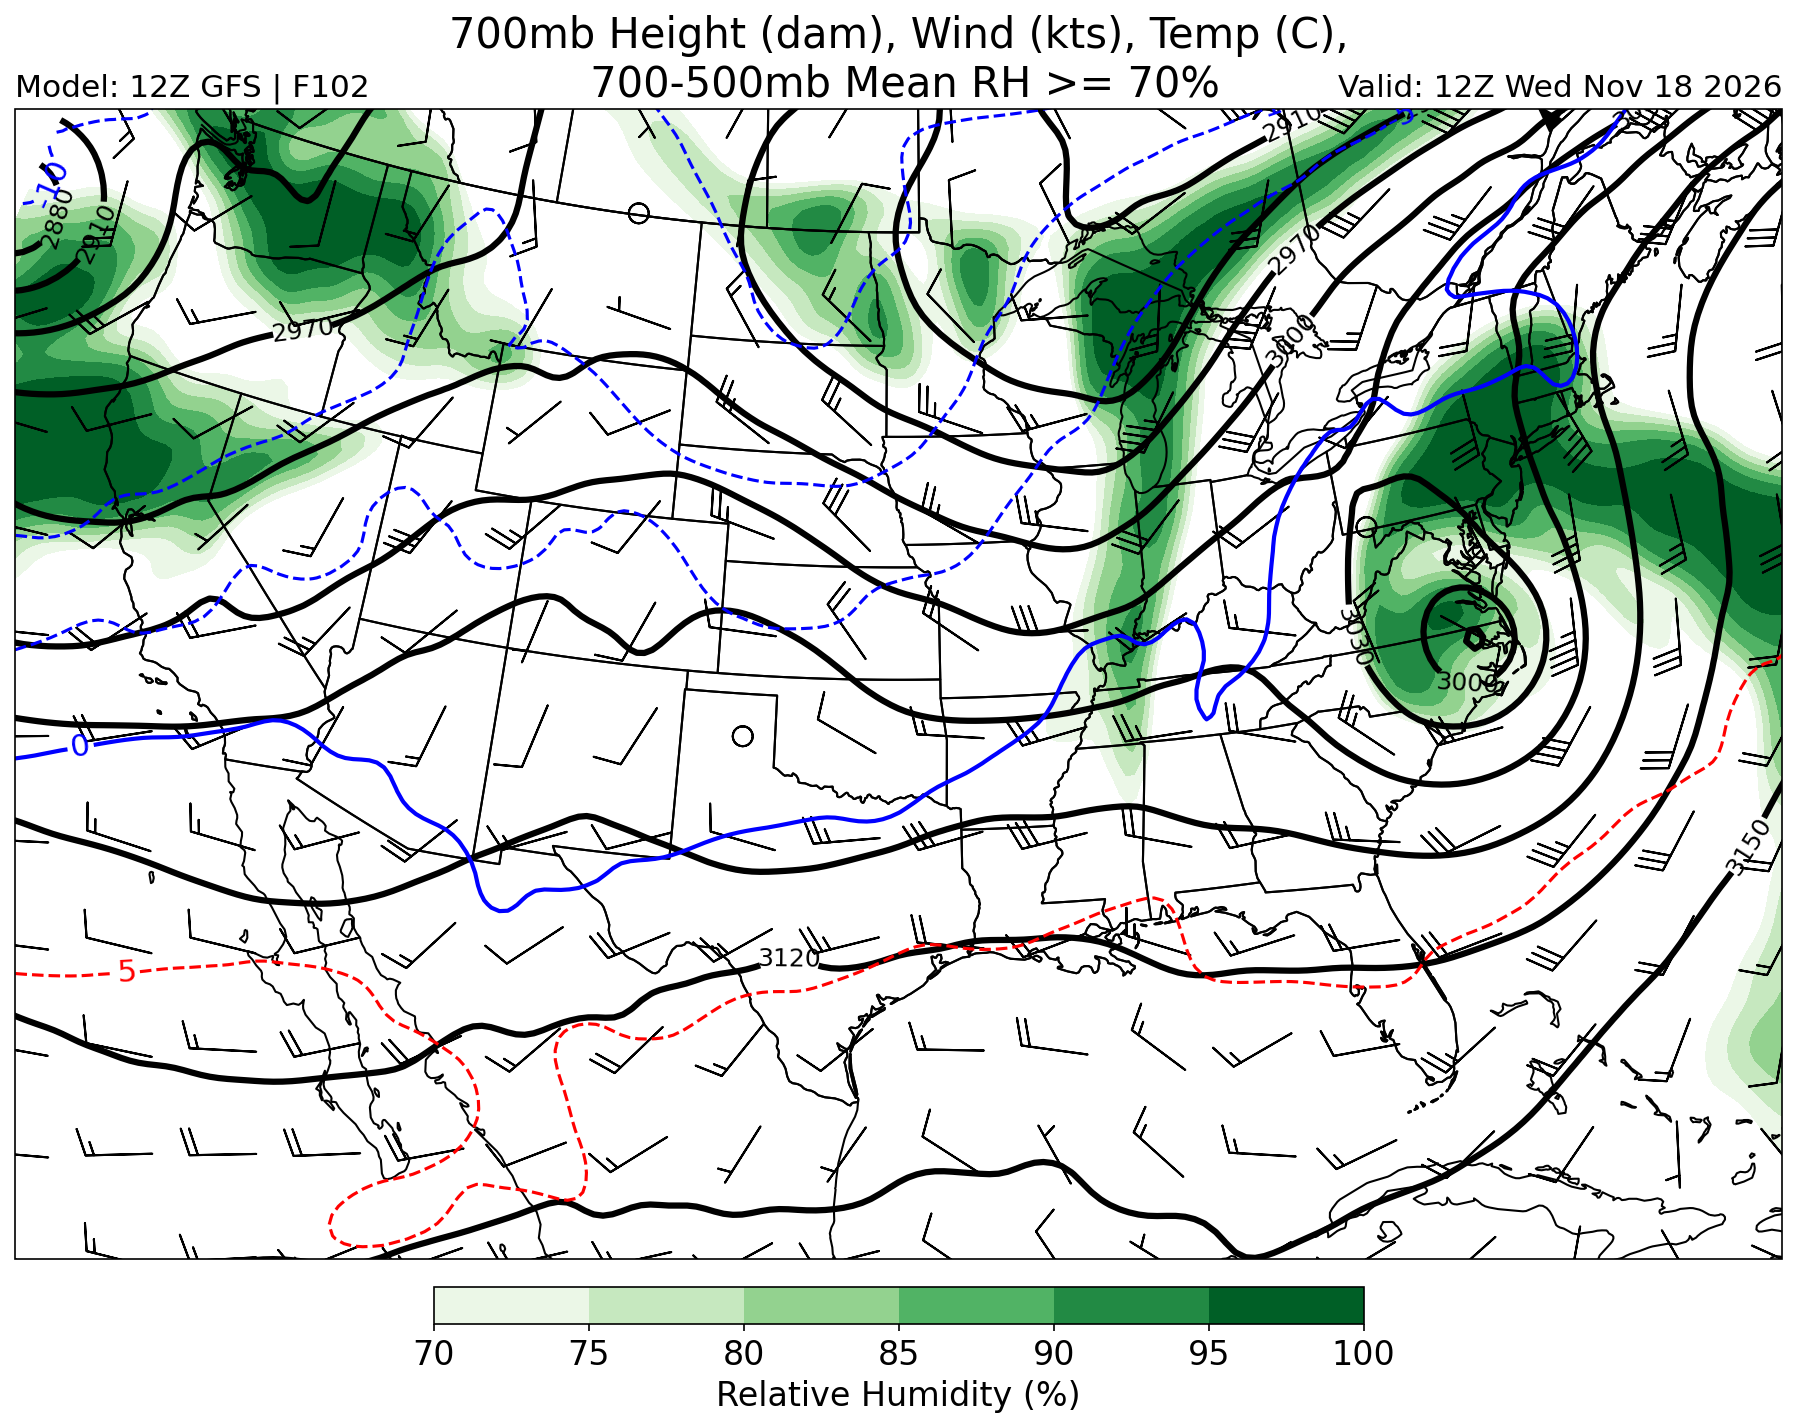 700mb Height (dam), Wind (kts), Temp (C),
700-500mb Mean RH >= 70%
Model: 12Z GFS | F102
Valid: 12Z Wed Nov 18 2026
2910
-10
2880
2910
2970
2970
3000
3030
3000
0
3150
3120
5
70 75 80 85 90 95 100
Relative Humidity (%)